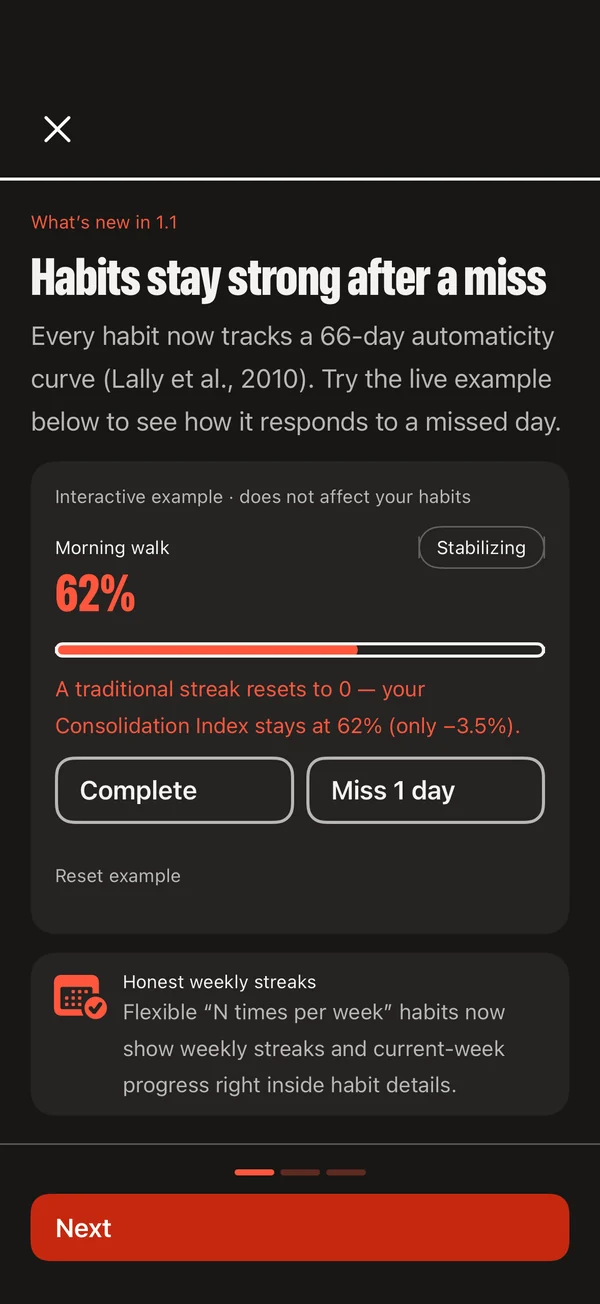 What’s new in 1.1
Habits stay strong after a miss
Every habit now tracks a 66-day automaticity
curve (Lally et al., 2010). Try the live example
below to see how it responds to a missed day.
Interactive example · does not affect your habits
Morning walk
Stabilizing
62%
A traditional streak resets to 0 — your
Consolidation Index stays at 62% (only −3.5%).
Complete
Miss 1 day
Reset example
Honest weekly streaks
Flexible “N times per week” habits now
show weekly streaks and current-week
progress right inside habit details.
Next